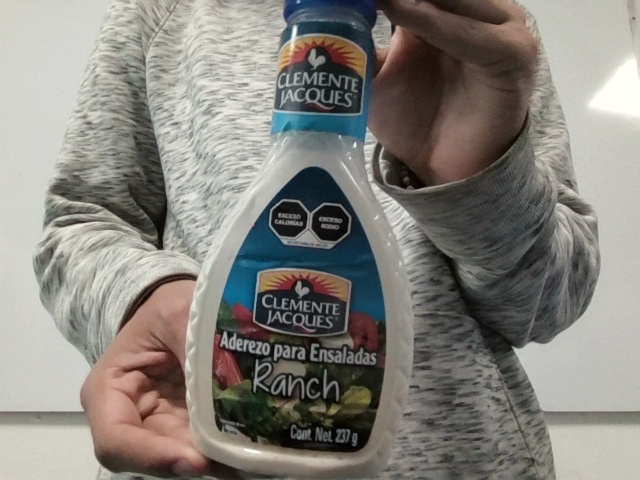 CLEMENTE
JACQUES
EXCESO
CALORÍAS
EXCESO
SODIO
CLEMENTE
JACQUES
Aderezo para Ensaladas
Ranch
Cont. Net. 237 g